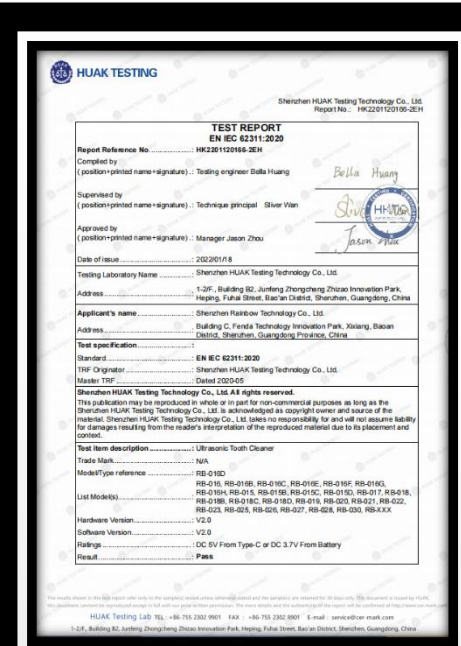 HUAK TESTING
Shenzhen HUAK Testing Technology Co., Ltd.
Report No.: HK2201120166-2EH
TEST REPORT
EN IEC 62311:2020
Report Reference No....................: HK2201120166-2EH
Compiled by
( position+printed name+signature) .: Testing engineer Bella Huang
Bella Huang
Supervised by
( position+printed name+signature) .: Technique principal Sliver Wan
Approved by
( position+printed name+signature) .: Manager Jason Zhou
Jason Zhou
Date of issue................................: 2022/01/18
Testing Laboratory Name ..............: Shenzhen HUAK Testing Technology Co., Ltd.
1-2/F., Building B2, Junfeng Zhongcheng Zhizao Innovation Park,
Address........................................: Heping, Fuhai Street, Bao'an District, Shenzhen, Guangdong, China
Applicant's name.........................: Shenzhen Rainbow Technology Co., Ltd.
Building C, Fenda Technology Innovation Park, Xixiang, Baoan
Address........................................: District, Shenzhen, Guangdong Province, China
Test specification........................:
Standard.......................................: EN IEC 62311:2020
TRF Originator..............................: Shenzhen HUAK Testing Technology Co., Ltd.
Master TRF...................................: Dated 2020-05
Shenzhen HUAK Testing Technology Co., Ltd. All rights reserved.
This publication may be reproduced in whole or in part for non-commercial purposes as long as the
Shenzhen HUAK Testing Technology Co., Ltd. is acknowledged as copyright owner and source of the
material. Shenzhen HUAK Testing Technology Co., Ltd. takes no responsibility for and will not assume liability
for damages resulting from the reader's interpretation of the reproduced material due to its placement and
context.
Test item description ..................: Ultrasonic Tooth Cleaner
Trade Mark...................................: N/A
Model/Type reference ..................: RB-016D
RB-016, RB-016B, RB-016C, RB-016E, RB-016F, RB-016G,
RB-016H, RB-015, RB-015B, RB-015C, RB-015D, RB-017, RB-018,
List Model(s).................................: RB-018B, RB-018C, RB-018D, RB-019, RB-020, RB-021, RB-022,
RB-023, RB-025, RB-026, RB-027, RB-028, RB-030, RB-XXX
Hardware Version.........................: V2.0
Software Version..........................: V2.0
Ratings.........................................: DC 5V From Type-C or DC 3.7V From Battery
Result...........................................: Pass
HUAK Testing Lab TEL : +86-755 2302 9901 FAX : +86-755 2302 9901 E-mail : service@cer-mark.com
1-2/F., Building B2, Junfeng Zhongcheng Zhizao Innovation Park, Heping, Fuhai Street, Bao'an District, Shenzhen, Guangdong, China